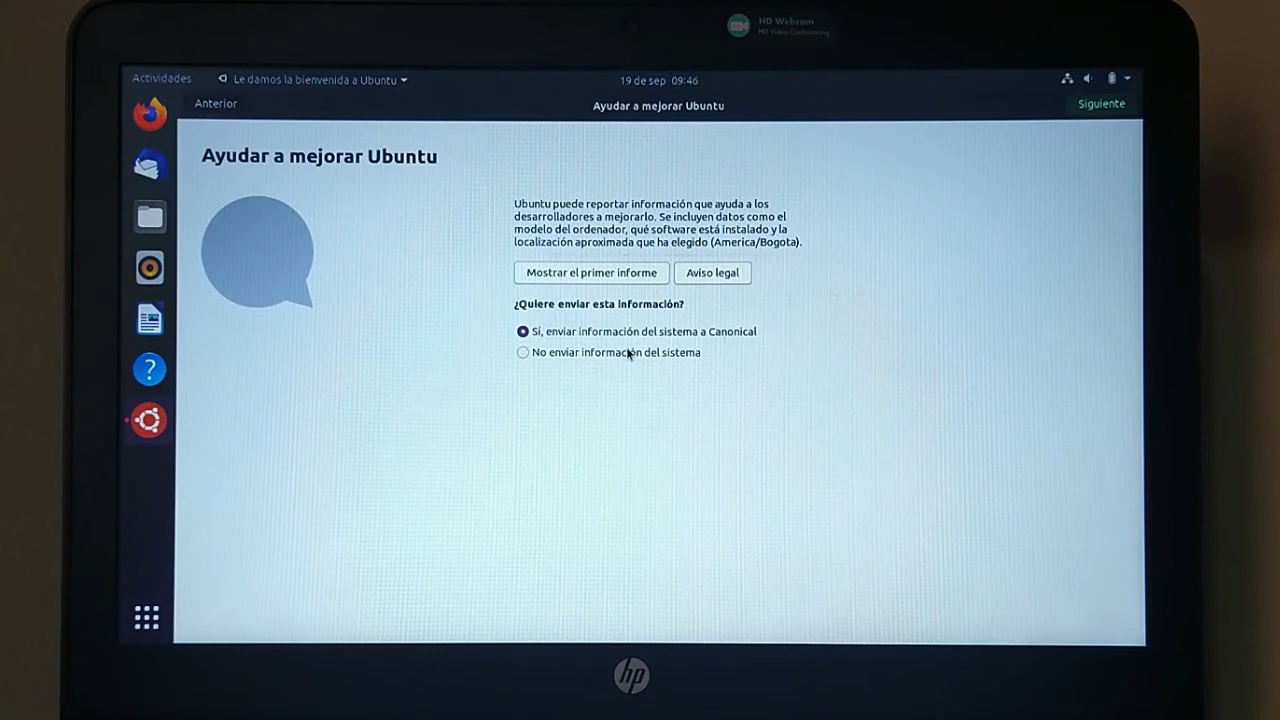 HD Webcam
HD Video Conferencing
Actividades
Le damos la bienvenida a Ubuntu
19 de sep 09:46
Anterior
Ayudar a mejorar Ubuntu
Siguiente
Ayudar a mejorar Ubuntu
Ubuntu puede reportar información que ayuda a los
desarrolladores a mejorarlo. Se incluyen datos como el
modelo del ordenador, qué software está instalado y la
localización aproximada que ha elegido (America/Bogota).
Mostrar el primer informe
Aviso legal
¿Quiere enviar esta información?
Sí, enviar información del sistema a Canonical
No enviar información del sistema
?
hp